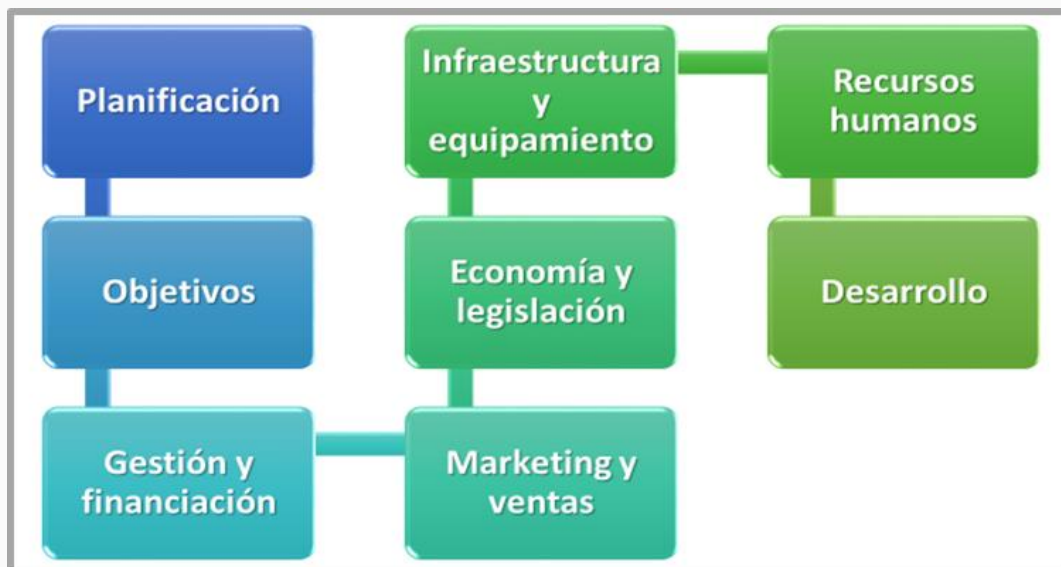 Planificación
Objetivos
Gestión y
financiación
Marketing y
ventas
Economía y
legislación
Infraestructura
y
equipamiento
Recursos
humanos
Desarrollo